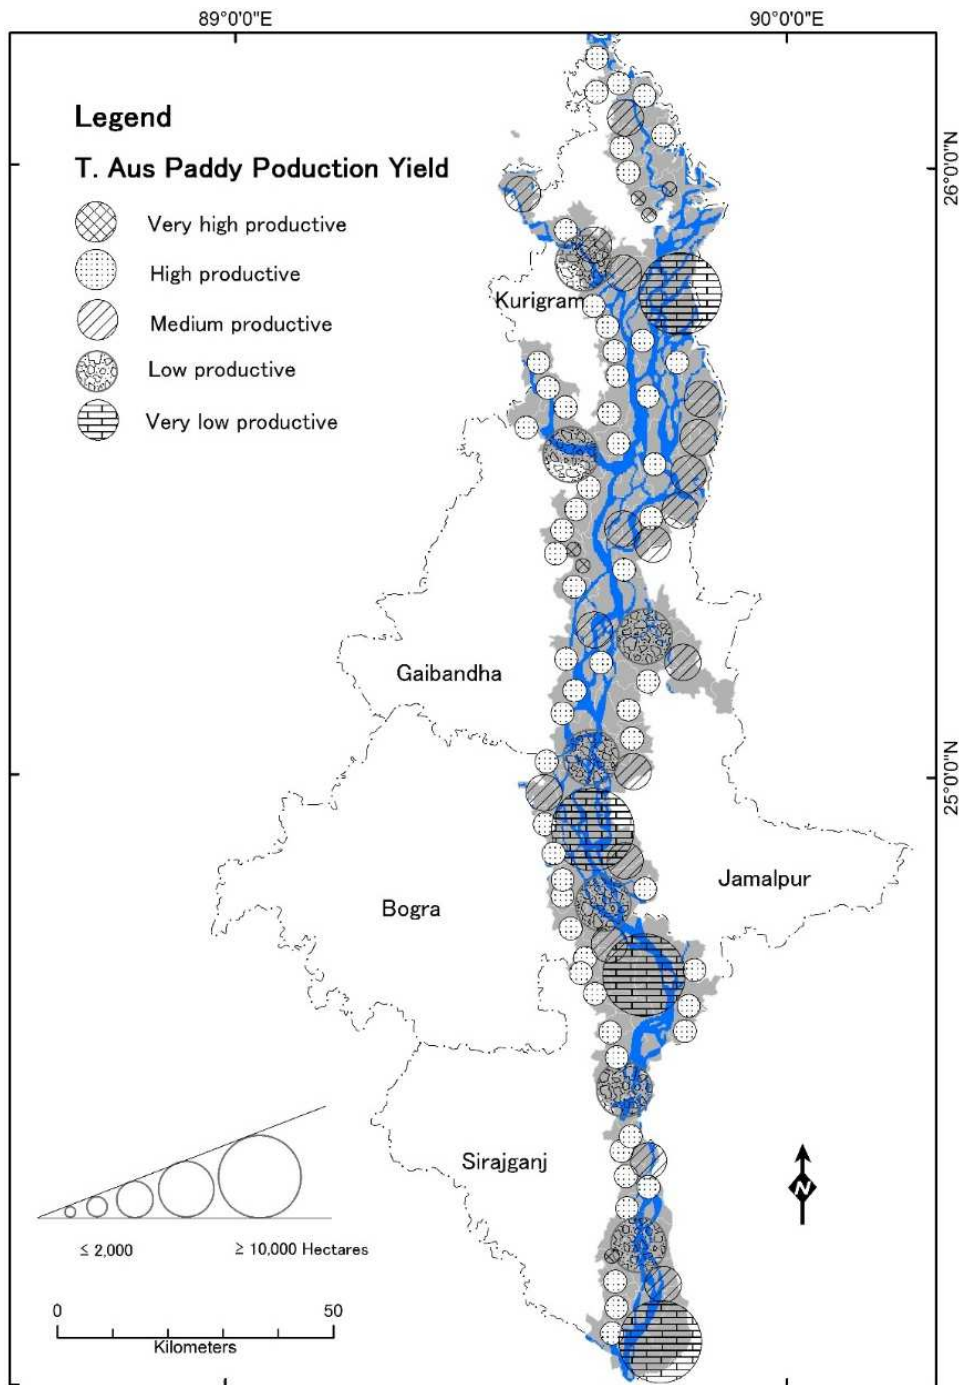 89°0'0"E
90°0'0"E
Legend
T. Aus Paddy Poduction Yield
Very high productive
High productive
Medium productive
Low productive
Very low productive
26°0'0"N
Kurigram
Gaibandha
25°0'0"N
Bogra
Jamalpur
Sirajganj
N
≤ 2,000
≥ 10,000 Hectares
0
50
Kilometers